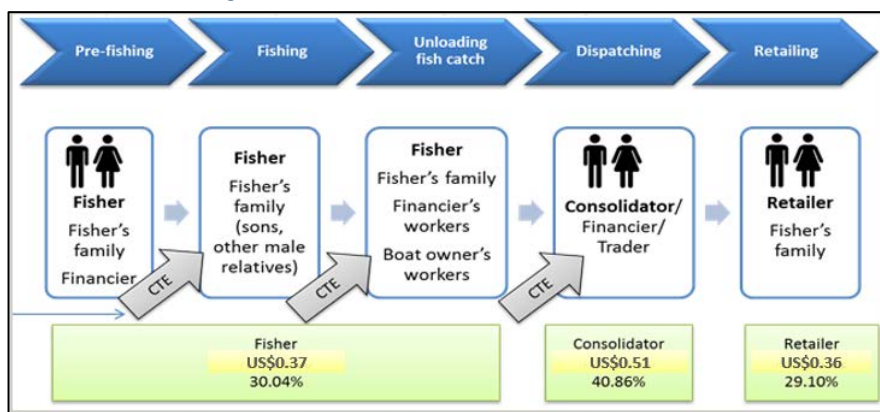 Pre-fishing
Fishing
Unloading
fish catch
Dispatching
Retailing
Fisher
Fisher's
family
Financier
CTE
Fisher
Fisher's
family
(sons,
other male
relatives)
CTE
Fisher
Fisher's family
Financier's
workers
Boat owner's
workers
CTE
Consolidator/
Financier/
Trader
Retailer
Fisher's
family
Fisher
US$0.37
30.04%
Consolidator
US$0.51
40.86%
Retailer
US$0.36
29.10%